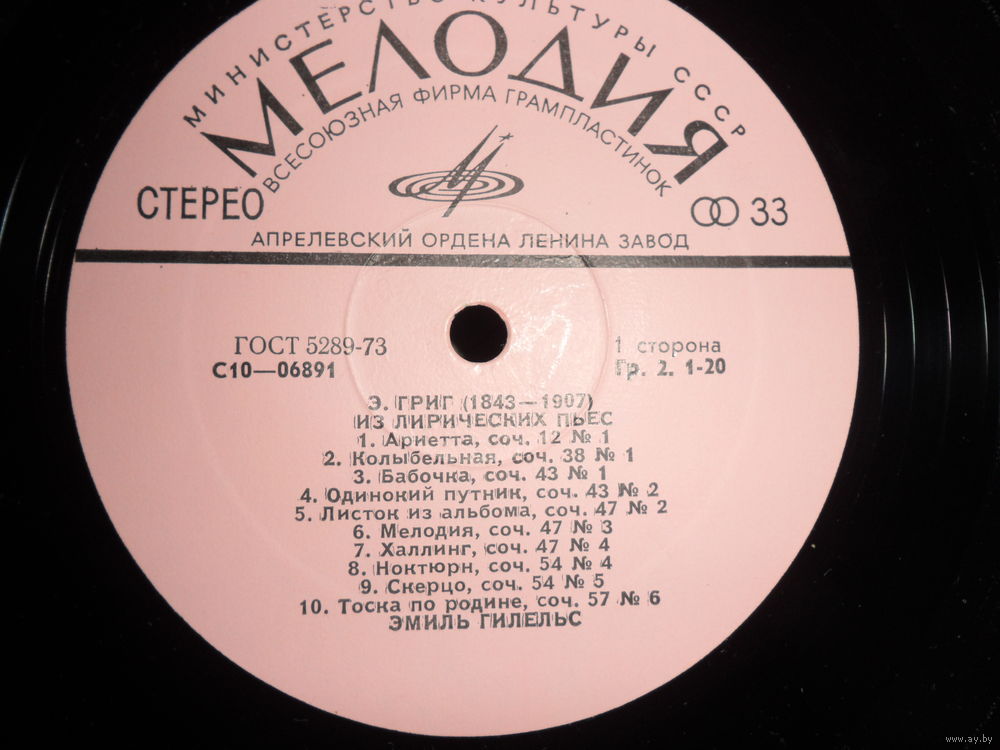 МИНИСТЕРСТВО КУЛЬТУРЫ СССР
МЕЛОДИЯ
ВСЕСОЮЗНАЯ ФИРМА ГРАМПЛАСТИНОК
СТЕРЕО
33
АПРЕЛЕВСКИЙ ОРДЕНА ЛЕНИНА ЗАВОД
ГОСТ 5289-73
1 сторона
С10—06891
Гр. 2. 1-20
Э. ГРИГ (1843—1907)
ИЗ ЛИРИЧЕСКИХ ПЬЕС
1. Ариетта, соч. 12 № 1
2. Колыбельная, соч. 38 № 1
3. Бабочка, соч. 43 № 1
4. Одинокий путник, соч. 43 № 2
5. Листок из альбома, соч. 47 № 2
6. Мелодия, соч. 47 № 3
7. Халлинг, соч. 47 № 4
8. Ноктюрн, соч. 54 № 4
9. Скерцо, соч. 54 № 5
10. Тоска по родине, соч. 57 № 6
ЭМИЛЬ ГИЛЕЛЬС
www.ay.by